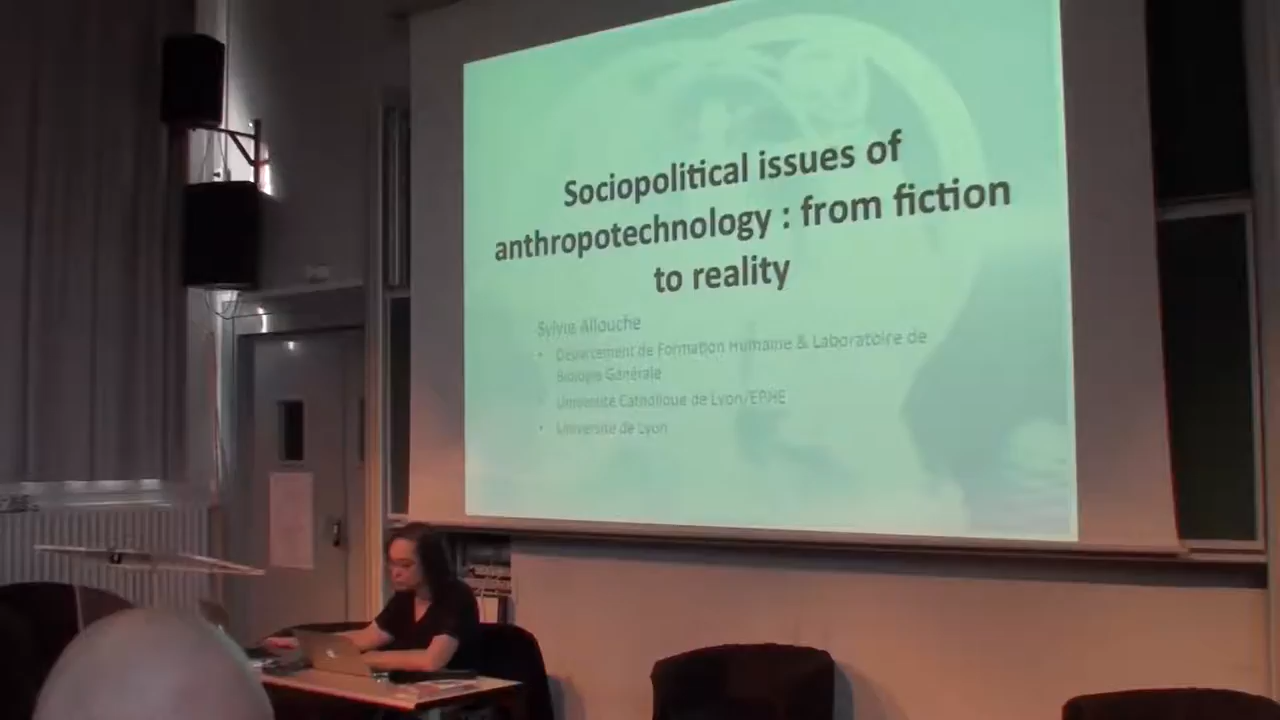 Sociopolitical issues of
anthropotechnology : from fiction
to reality
Sylvie Allouche
• Département de Formation Humaine & Laboratoire de
Biologie Générale
• Université Catholique de Lyon/EPHE
• Université de Lyon